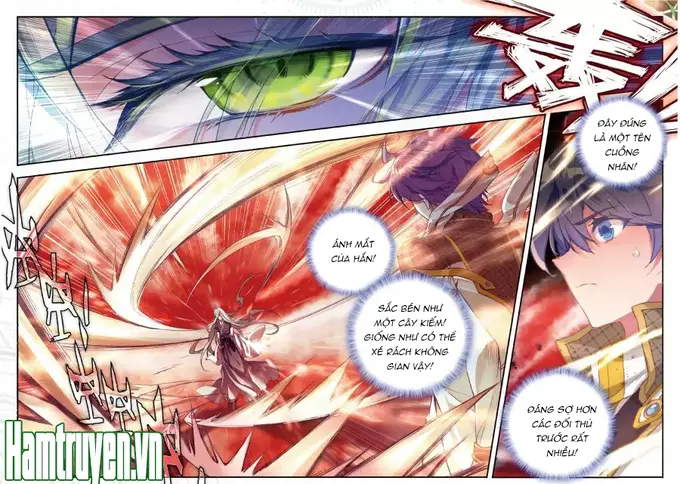 ĐÂY ĐÚNG
LÀ MỘT TÊN
CUỒNG
NHÂN!
ÁNH MẮT
CỦA HẮN!
SẮC BÉN NHƯ
MỘT CÂY KIẾM!
GIỐNG NHƯ CÓ THỂ
XÉ RÁCH KHÔNG
GIAN VẬY!
ĐÁNG SỢ HƠN
CÁC ĐỐI THỦ
TRƯỚC RẤT
NHIỀU!
Hamtruyen.vn